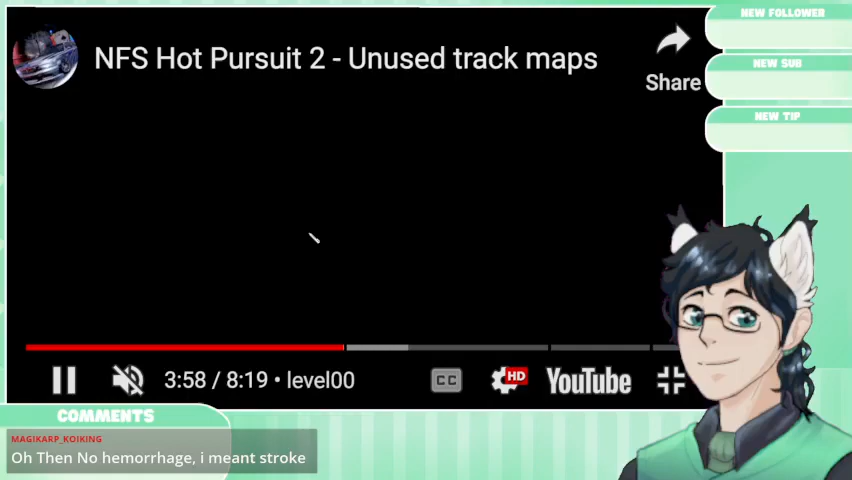 NFS Hot Pursuit 2 - Unused track maps
Share
NEW FOLLOWER
NEW SUB
NEW TIP
3:58 / 8:19 • level00
CC
HD
YouTube
COMMENTS
MAGIKARP_KOIKING
Oh Then No hemorrhage, i meant stroke